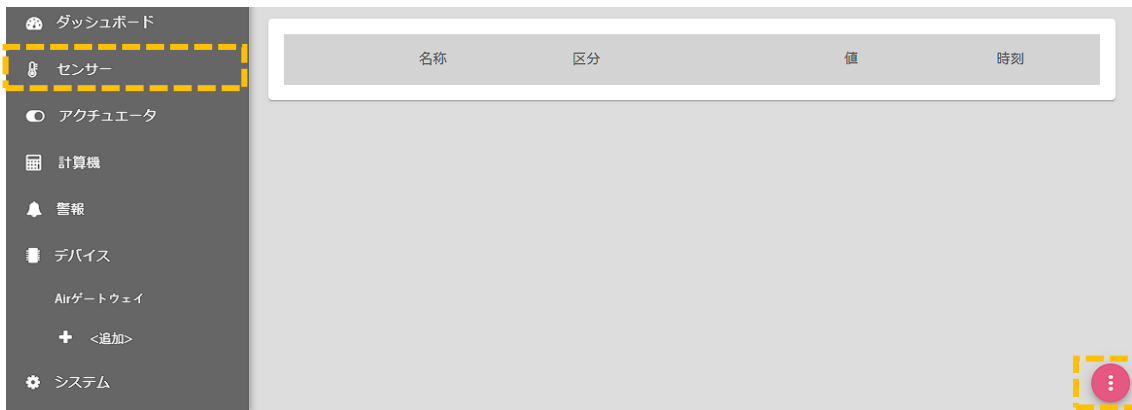 ダッシュボード
センサー
アクチュエータ
計算機
警報
デバイス
Airゲートウェイ
<追加>
システム
名称 区分 値 時刻